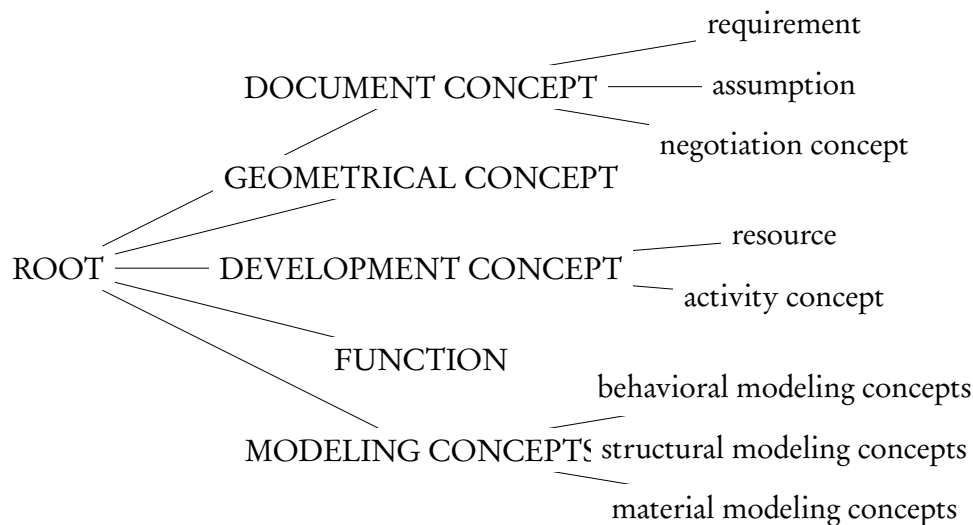 requirement
DOCUMENT CONCEPT
assumption
negotiation concept
GEOMETRICAL CONCEPT
resource
ROOT
DEVELOPMENT CONCEPT
activity concept
FUNCTION
behavioral modeling concepts
MODELING CONCEPTS
structural modeling concepts
material modeling concepts